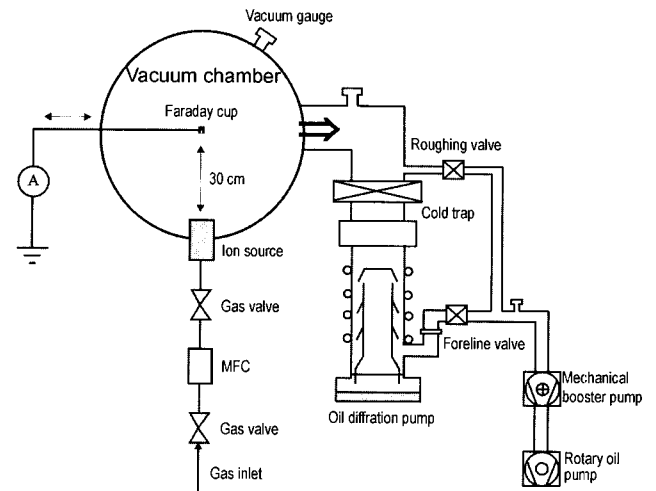 Vacuum gauge
Vacuum chamber
Faraday cup
A
30 cm
Roughing valve
Cold trap
Ion source
Gas valve
Foreline valve
MFC
Mechanical
booster pump
Oil diffration pump
Gas valve
Rotary oil
pump
Gas inlet